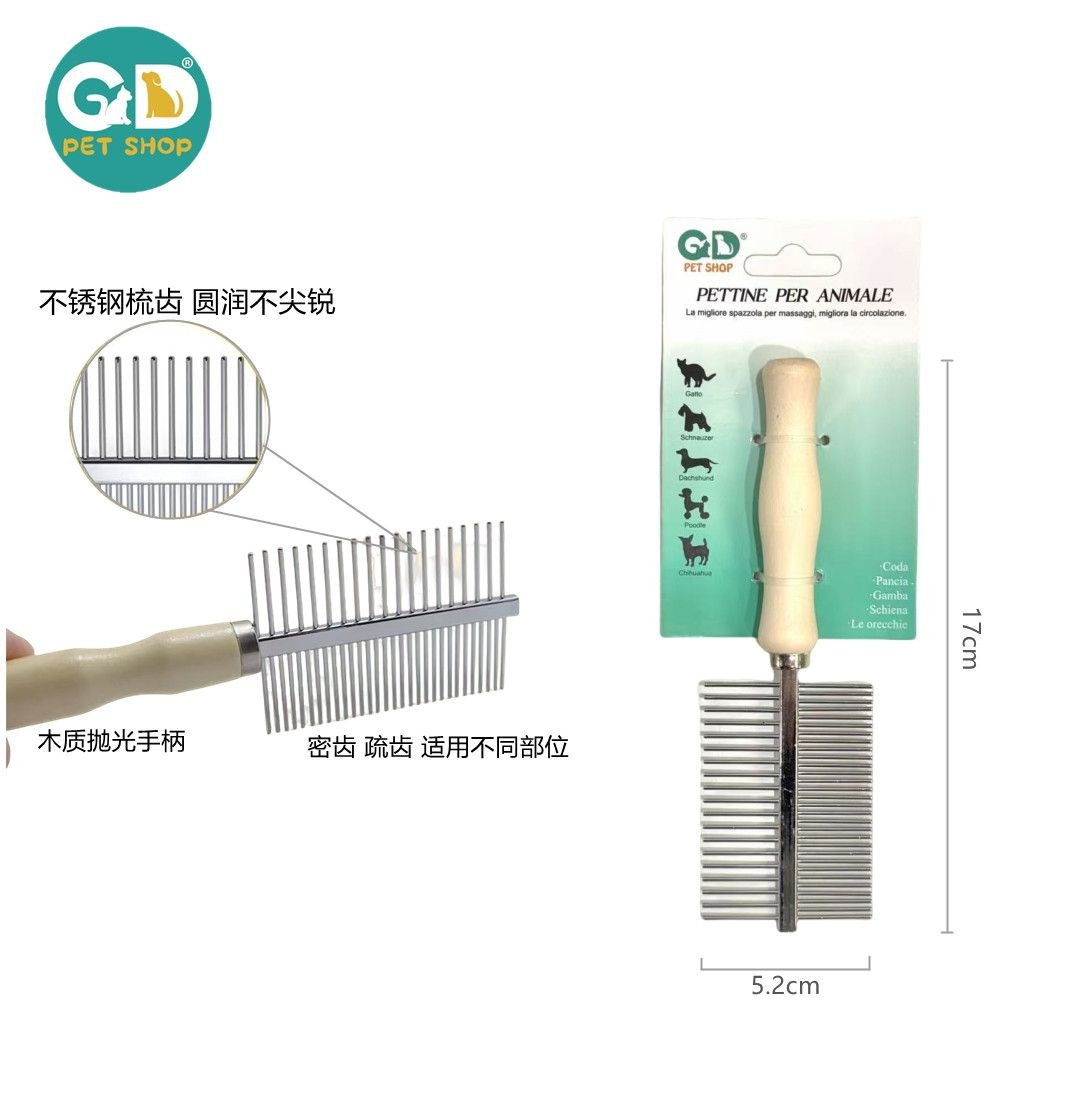 GD®
PET SHOP
不锈钢梳齿 圆润不尖锐
木质抛光手柄
密齿 疏齿 适用不同部位
GD®
PET SHOP
PETTINE PER ANIMALE
La migliore spazzola per massaggi, migliora la circolazione.
Gatto
Schnauzer
Dachshund
Poodle
Chihuahua
·Coda
·Pancia
·Gamba
·Schiena
·Le orecchie
17cm
5.2cm